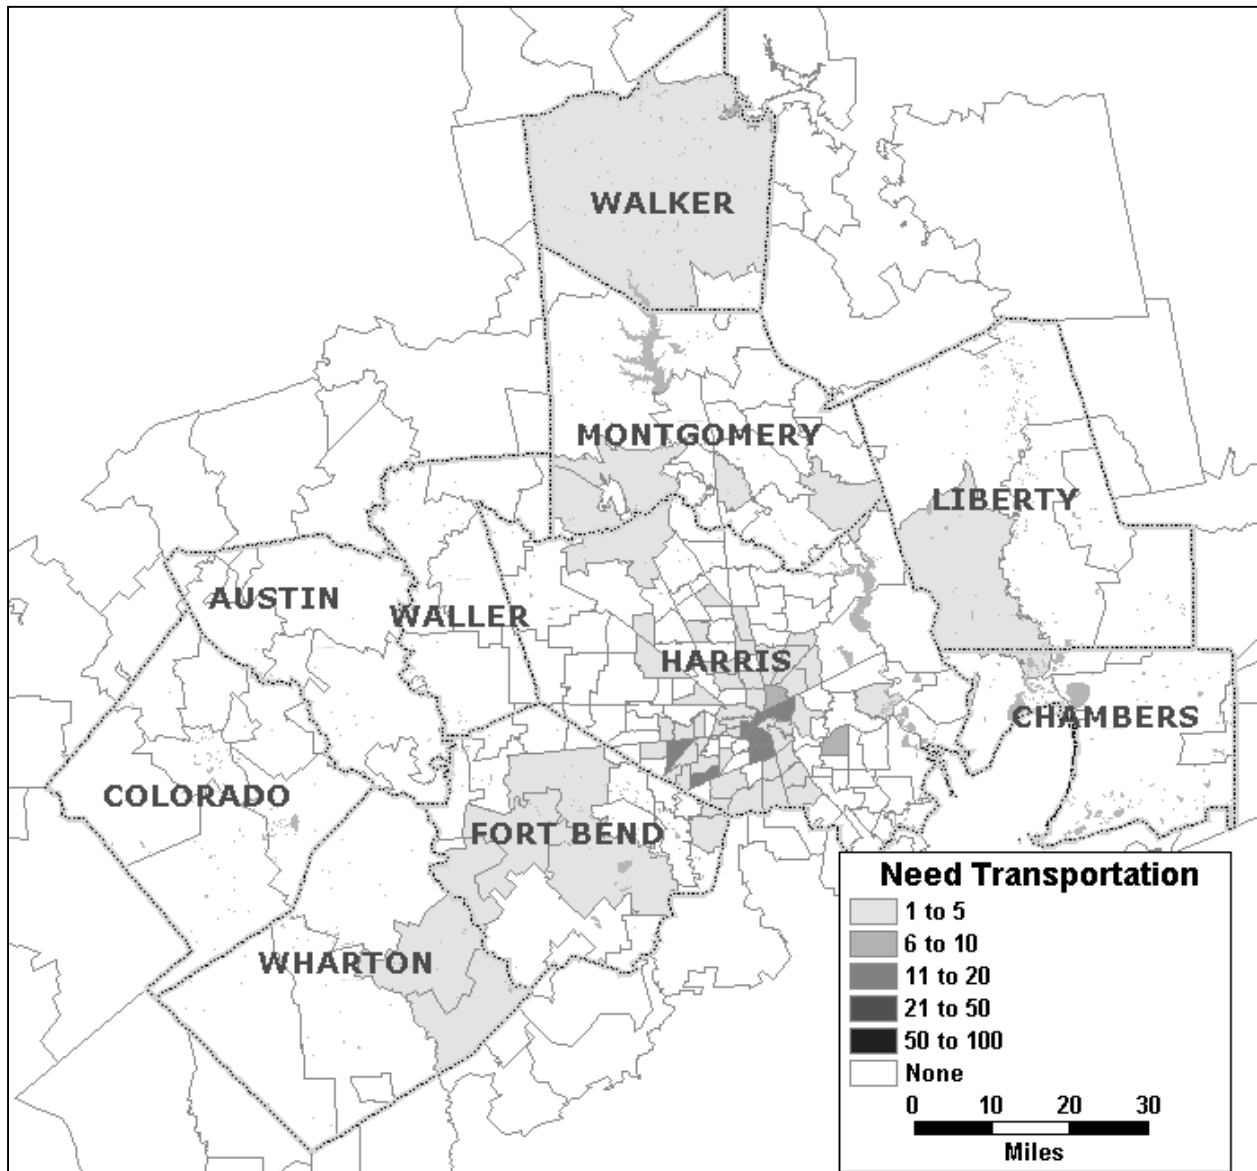 WALKER
MONTGOMERY
LIBERTY
AUSTIN
WALLER
HARRIS
CHAMBERS
COLORADO
FORT BEND
WHARTON
Need Transportation
1 to 5
6 to 10
11 to 20
21 to 50
50 to 100
None
0 10 20 30
Miles